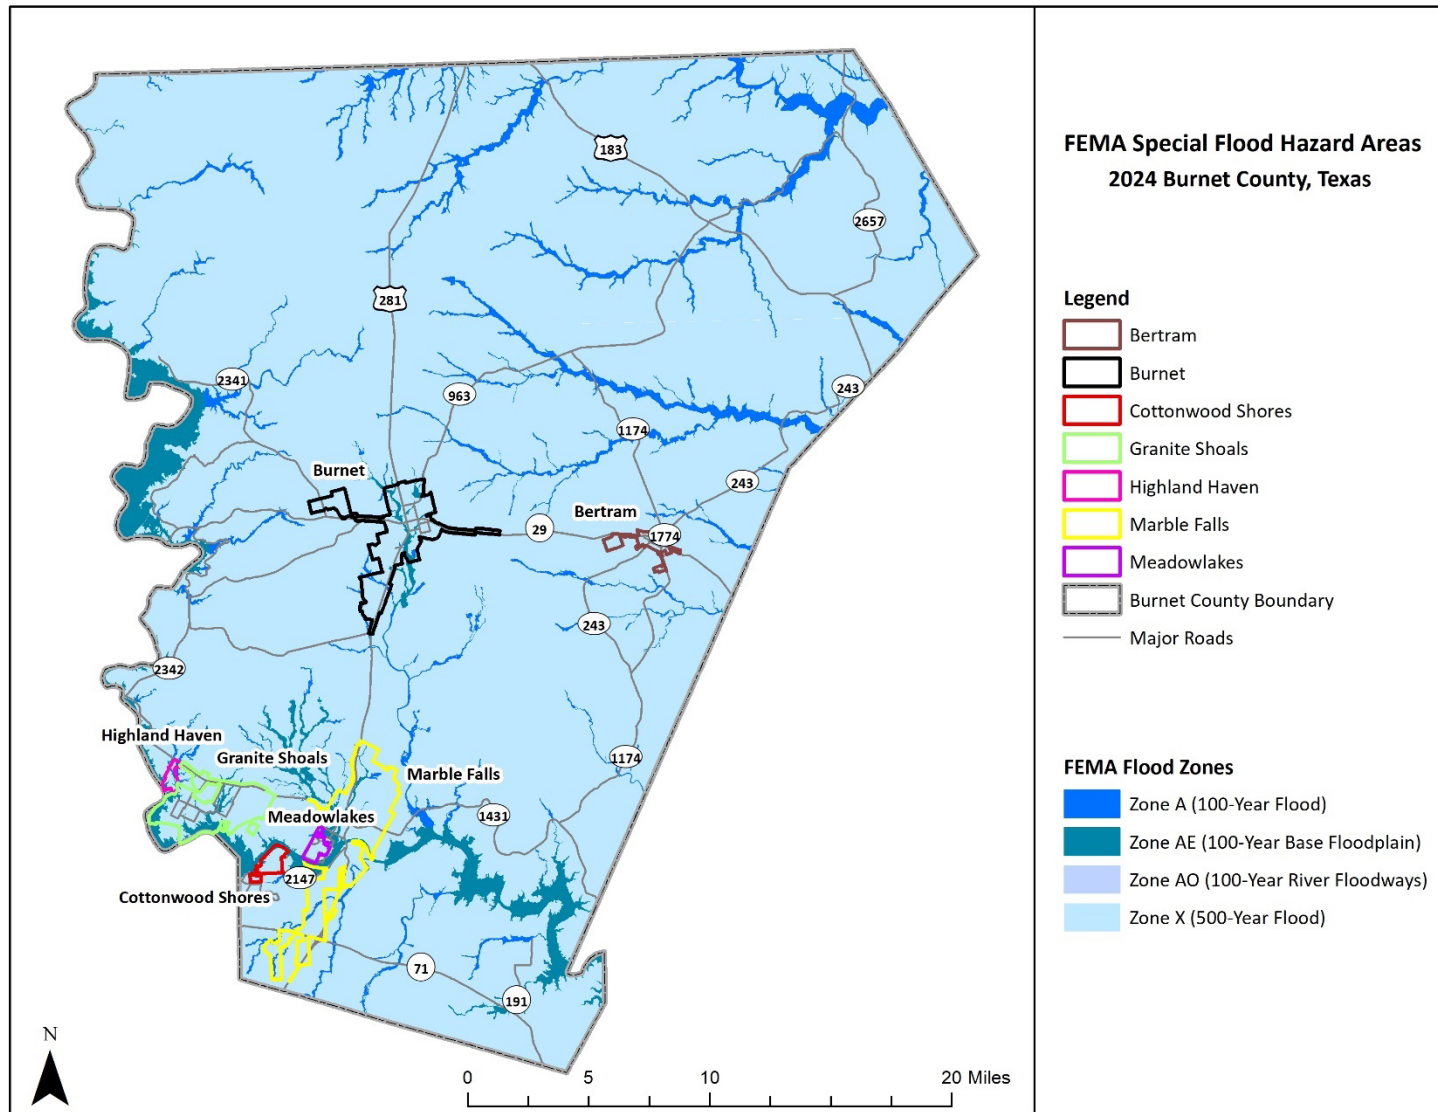 FEMA Special Flood Hazard Areas
2024 Burnet County, Texas
Legend
Bertram
Burnet
Cottonwood Shores
Granite Shoals
Highland Haven
Marble Falls
Meadowlakes
Burnet County Boundary
Major Roads
FEMA Flood Zones
Zone A (100-Year Flood)
Zone AE (100-Year Base Floodplain)
Zone AO (100-Year River Floodways)
Zone X (500-Year Flood)
183
2657
281
2341
963
243
1174
Burnet
243
29
Bertram
1774
243
2342
Highland Haven
Granite Shoals
1174
Marble Falls
Meadowlakes
1431
2147
Cottonwood Shores
71
191
N
0
5
10
20 Miles